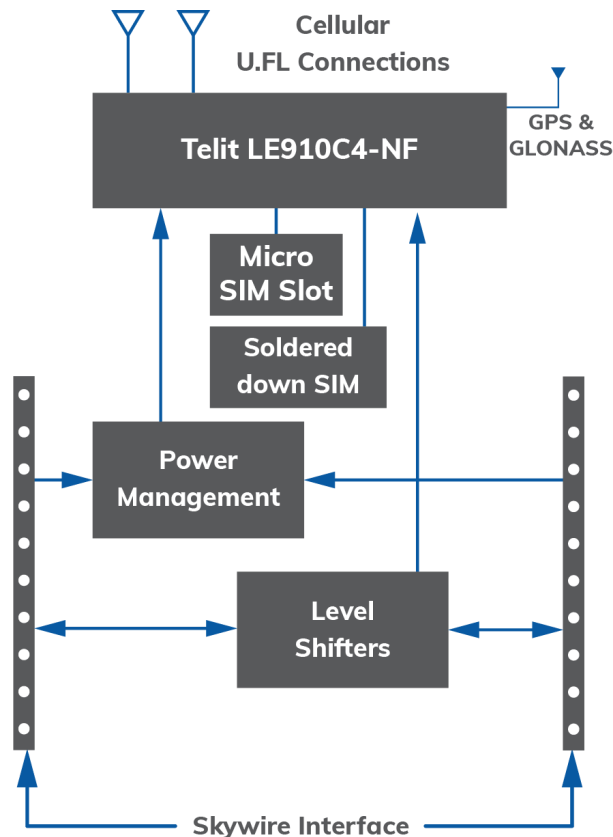 Cellular
U.FL Connections
Telit LE910C4-NF
GPS &
GLONASS
Micro
SIM Slot
Soldered
down SIM
Power
Management
Level
Shifters
Skywire Interface